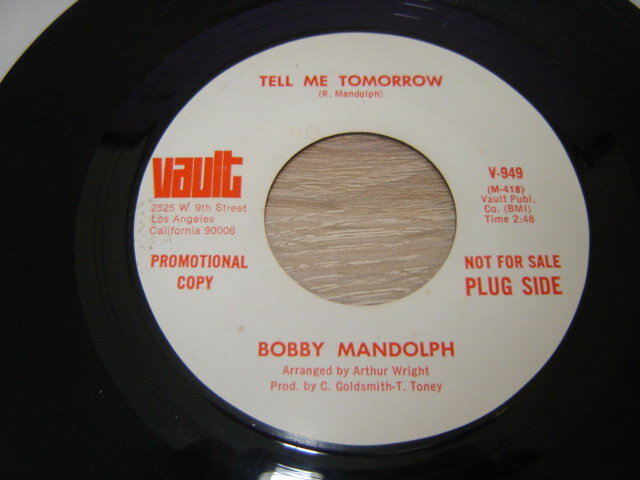 TELL ME TOMORROW
(R. Mandolph)
vault
2525 W. 9th Street
Los Angeles
California 90006
PROMOTIONAL
COPY
V-949
(M-418)
Vault Publ.
Co. (BMI)
Time 2:48
NOT FOR SALE
PLUG SIDE
BOBBY MANDOLPH
Arranged by Arthur Wright
Prod. by C. Goldsmith-T. Toney